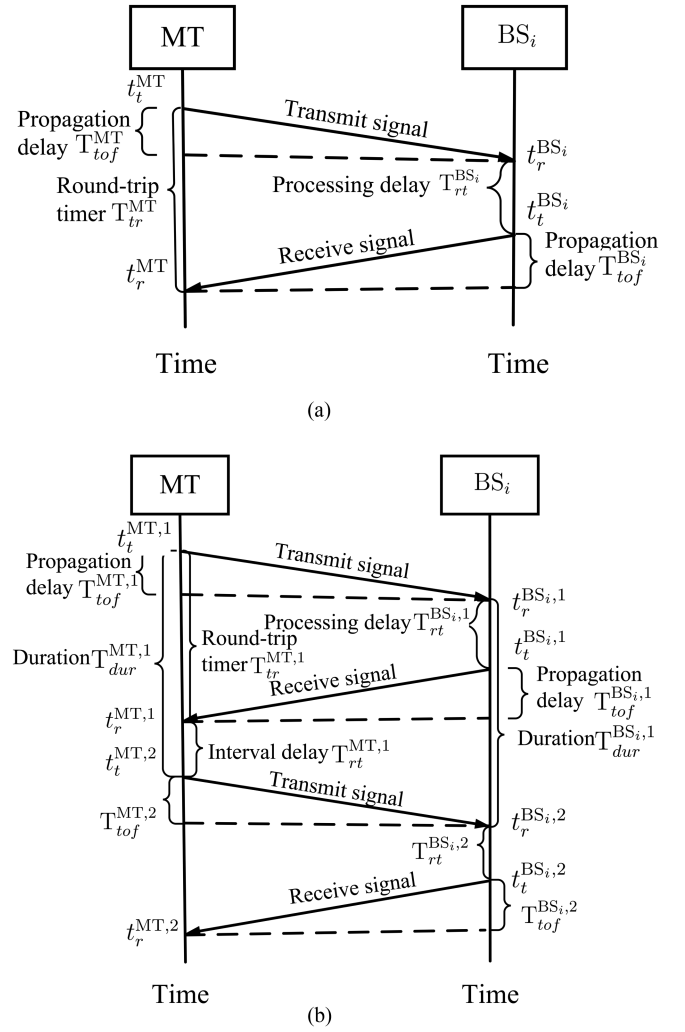 MT
BS_i
t_t^MT
Transmit signal
Propagation
delay T_tof^MT
t_r^BS_i
Round-trip
timer T_tr^MT
Processing delay T_rt^BS_i
t_t^BS_i
Receive signal
Propagation
delay T_tof^BS_i
t_r^MT
Time
Time
(a)
MT
BS_i
t_t^MT,1
Transmit signal
Propagation
delay T_tof^MT,1
t_r^BS_i,1
Processing delay T_rt^BS_i,1
Round-trip
timer T_tr^MT,1
t_t^BS_i,1
Duration T_dur^MT,1
Receive signal
Propagation
delay T_tof^BS_i,1
t_r^MT,1
Duration T_dur^BS_i,1
Interval delay T_rt^MT,1
t_t^MT,2
Transmit signal
T_tof^MT,2
t_r^BS_i,2
T_rt^BS_i,2
t_t^BS_i,2
Receive signal
T_tof^BS_i,2
t_r^MT,2
Time
Time
(b)